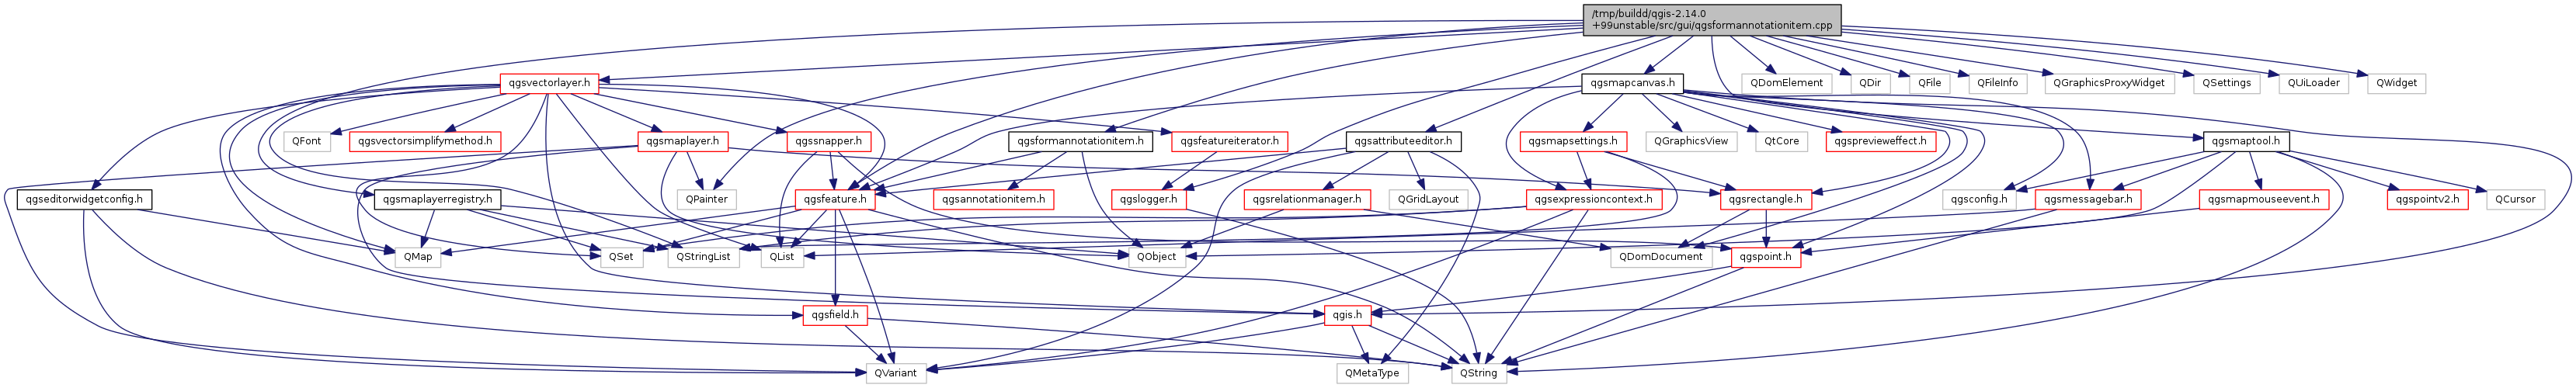 /tmp/buildd/qgis-2.14.0
+99unstable/src/gui/qgsformannotationitem.cpp
qgsvectorlayer.h
qgsmapcanvas.h
QDomElement
QDir
QFile
QFileInfo
QGraphicsProxyWidget
QSettings
QUiLoader
QWidget
QFont
qgsvectorsimplifymethod.h
qgsmaplayer.h
qgssnapper.h
qgsformannotationitem.h
qgsfeatureiterator.h
qgsattributeeditor.h
qgsmapsettings.h
QGraphicsView
QtCore
qgsprevieweffect.h
qgsmaptool.h
qgseditorwidgetconfig.h
qgsmaplayerregistry.h
QPainter
qgsfeature.h
qgsannotationitem.h
qgslogger.h
qgsrelationmanager.h
QGridLayout
qgsexpressioncontext.h
qgsrectangle.h
qgsconfig.h
qgsmessagebar.h
qgsmapmouseevent.h
qgspointv2.h
QCursor
QMap
QSet
QStringList
QList
QObject
QDomDocument
qgspoint.h
qgsfield.h
qgis.h
QVariant
QMetaType
QString